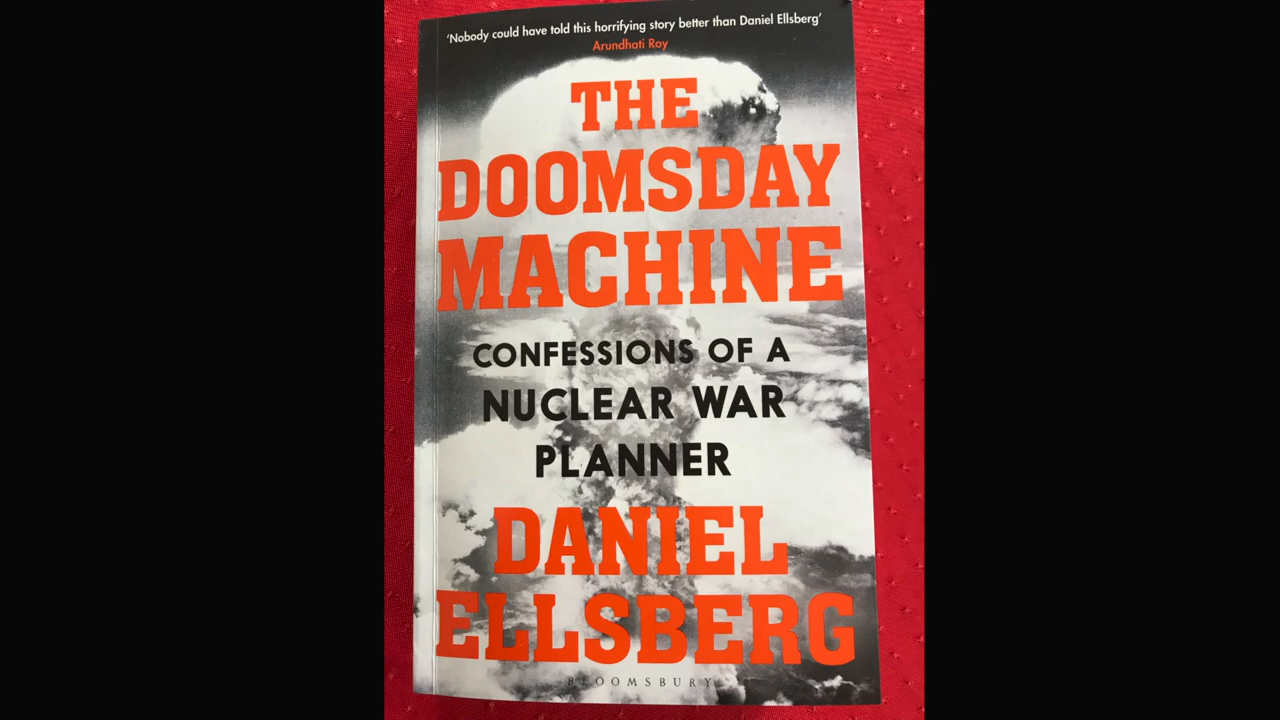 ‘Nobody could have told this horrifying story better than Daniel Ellsberg’
Arundhati Roy
THE
DOOMSDAY
MACHINE
CONFESSIONS OF A
NUCLEAR WAR
PLANNER
DANIEL
ELLSBERG
BLOOMSBURY